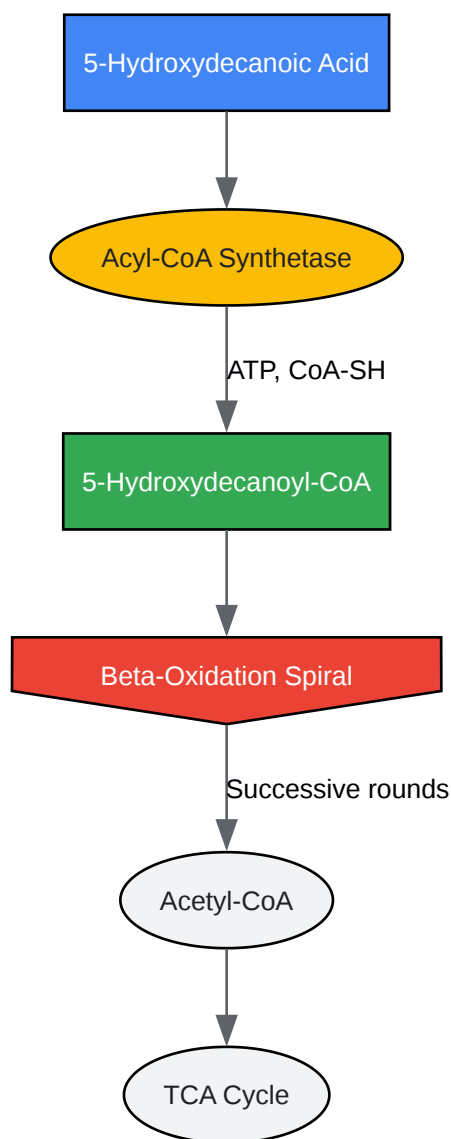 5-Hydroxydecanoic Acid
Acyl-CoA Synthetase
ATP, CoA-SH
5-Hydroxydecanoyl-CoA
Beta-Oxidation Spiral
Successive rounds
Acetyl-CoA
TCA Cycle